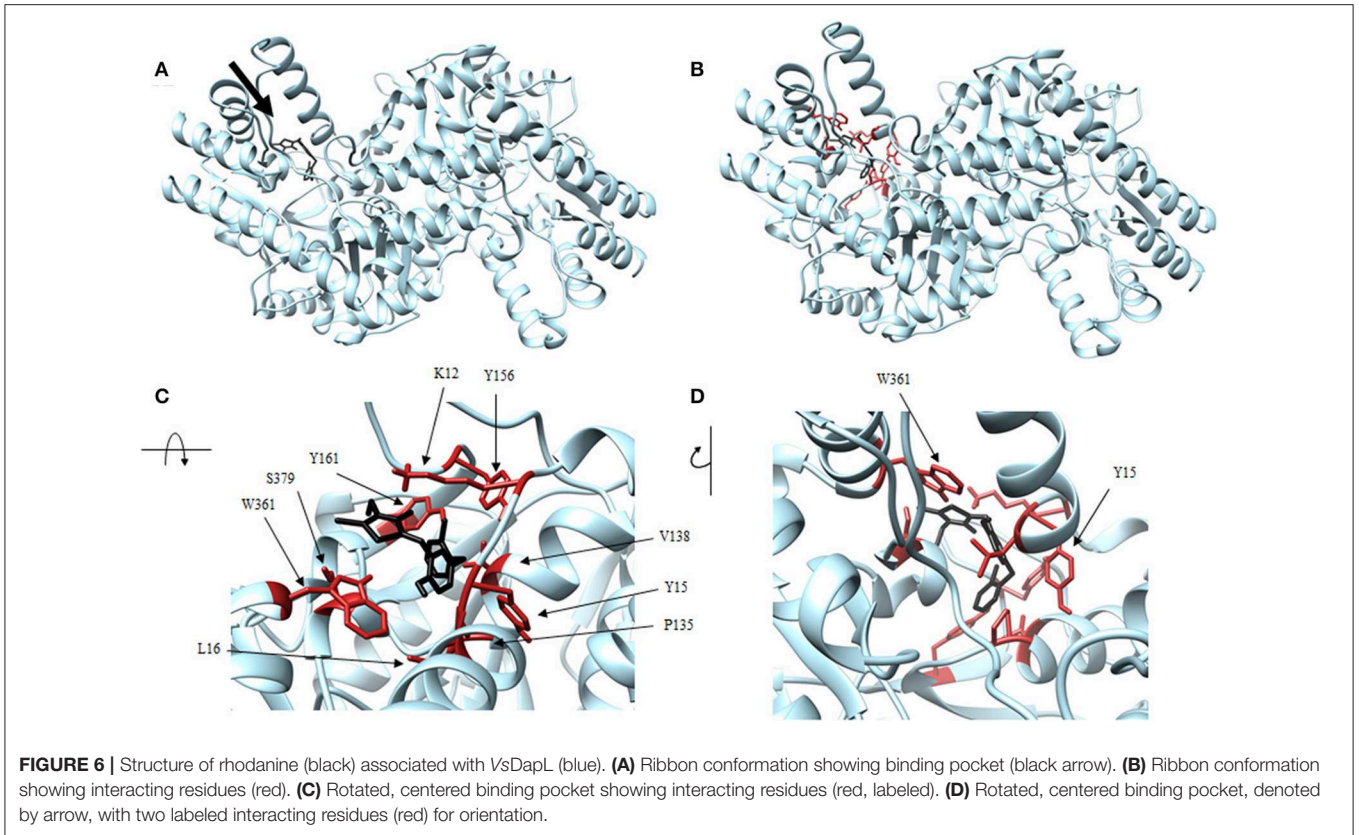 A
B
C
K12
Y156
Y161
S379
W361
V138
Y15
P135
L16
D
W361
Y15
FIGURE 6 | Structure of rhodanine (black) associated with VsDapL (blue). (A) Ribbon conformation showing binding pocket (black arrow). (B) Ribbon conformation
showing interacting residues (red). (C) Rotated, centered binding pocket showing interacting residues (red, labeled). (D) Rotated, centered binding pocket, denoted
by arrow, with two labeled interacting residues (red) for orientation.